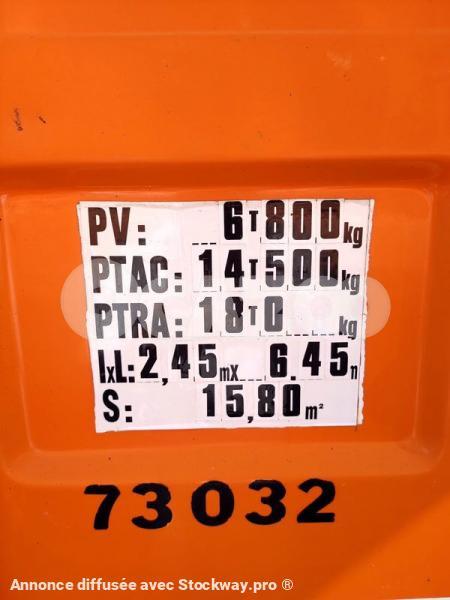 PV: 6T800kg
PTAC: 14T500kg
PTRA: 18T0 kg
lxL: 2,45mx 6.45m
S: 15,80m²
73032
Annonce diffusée avec Stockway.pro ®